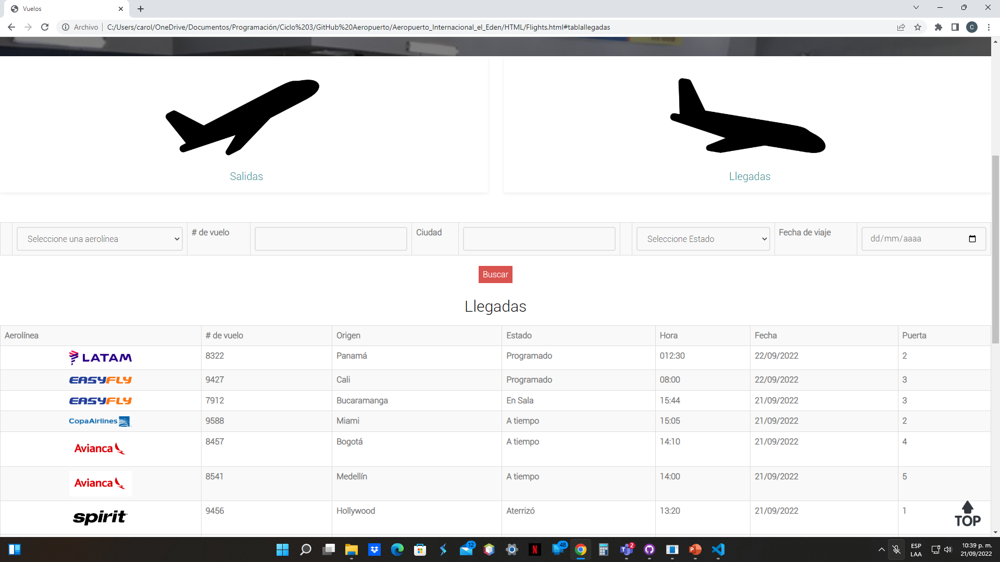 Vuelos
Archivo C:/Users/carol/OneDrive/Documentos/Programación/Ciclo%203/GitHub%20Aeropuerto/Aeropuerto_Internacional_el_Eden/HTML/Flights.html#tablallegadas
C
Salidas Llegadas
Seleccione una aerolínea # de vuelo Ciudad Seleccione Estado Fecha de viaje dd/mm/aaaa
Buscar
Llegadas
Aerolínea # de vuelo Origen Estado Hora Fecha Puerta
LATAM 8322 Panamá Programado 012:30 22/09/2022 2
EASYFLY 9427 Cali Programado 08:00 22/09/2022 3
EASYFLY 7912 Bucaramanga En Sala 15:44 21/09/2022 3
CopaAirlines 9588 Miami A tiempo 15:05 21/09/2022 2
Avianca 8457 Bogotá A tiempo 14:10 21/09/2022 4
Avianca 8541 Medellín A tiempo 14:00 21/09/2022 5
spirit 9456 Hollywood Aterrizó 13:20 21/09/2022 1
TOP
12 N 48 T 2 P ESP LAA 10:39 p. m.
21/09/2022